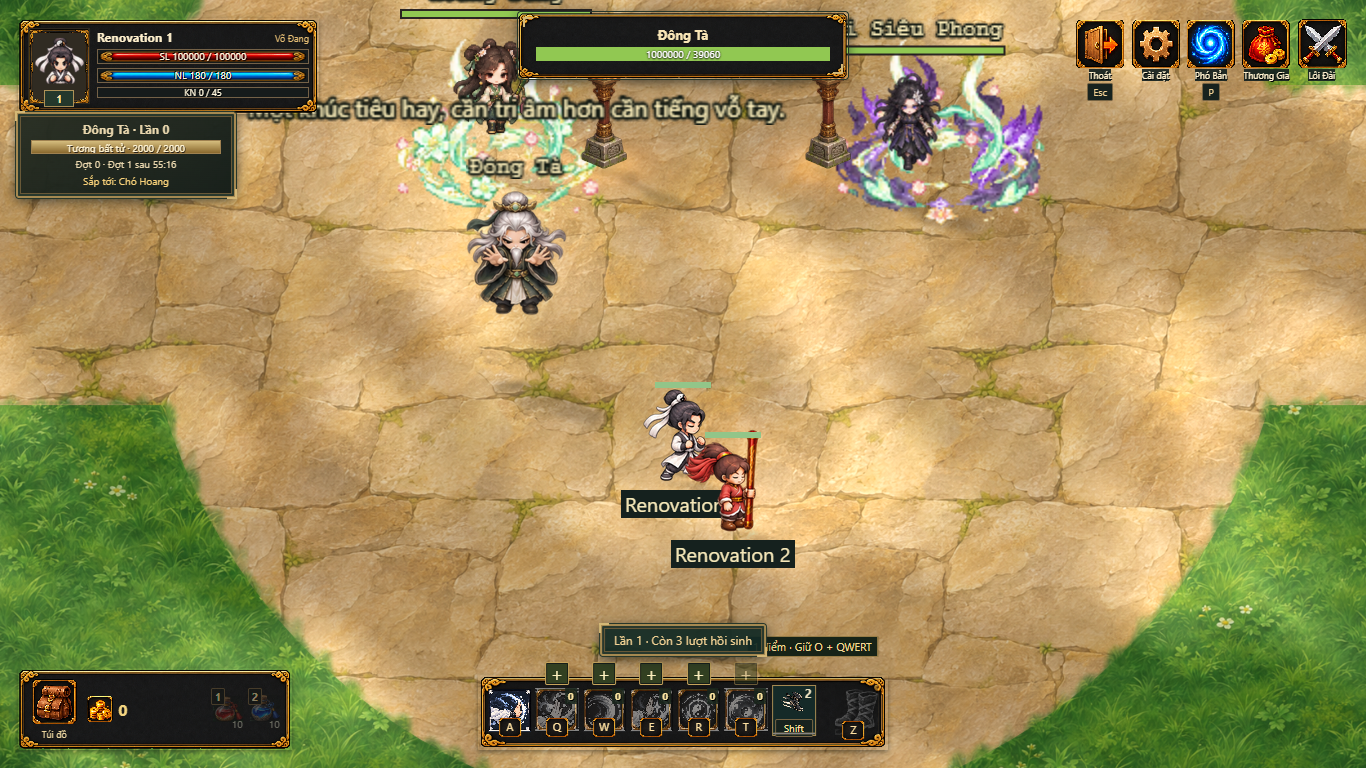 Renovation 1
Võ Đang
SL 100000 / 100000
NL 180 / 180
KN 0 / 45
1
Đông Tà · Lần 0
Tượng bất tử · 2000 / 2000
Đợt 0 · Đợt 1 sau 55:16
Sắp tới: Chó Hoang
Đông Tà
1000000 / 39060
Siêu Phong
khúc tiêu hay, cần tri âm hơn cần tiếng vỗ tay.
Đông Tà
Thoát
Cài đặt
Phó Bản
Thương Gia
Lôi Đài
Esc
P
Renovation
Renovation 2
Lần 1 · Còn 3 lượt hồi sinh
· Giữ O + QWERT
+ + + + +
0 0 0 0 0 2
A Q W E R T Shift Z
Túi đồ
0
1 2
10 10